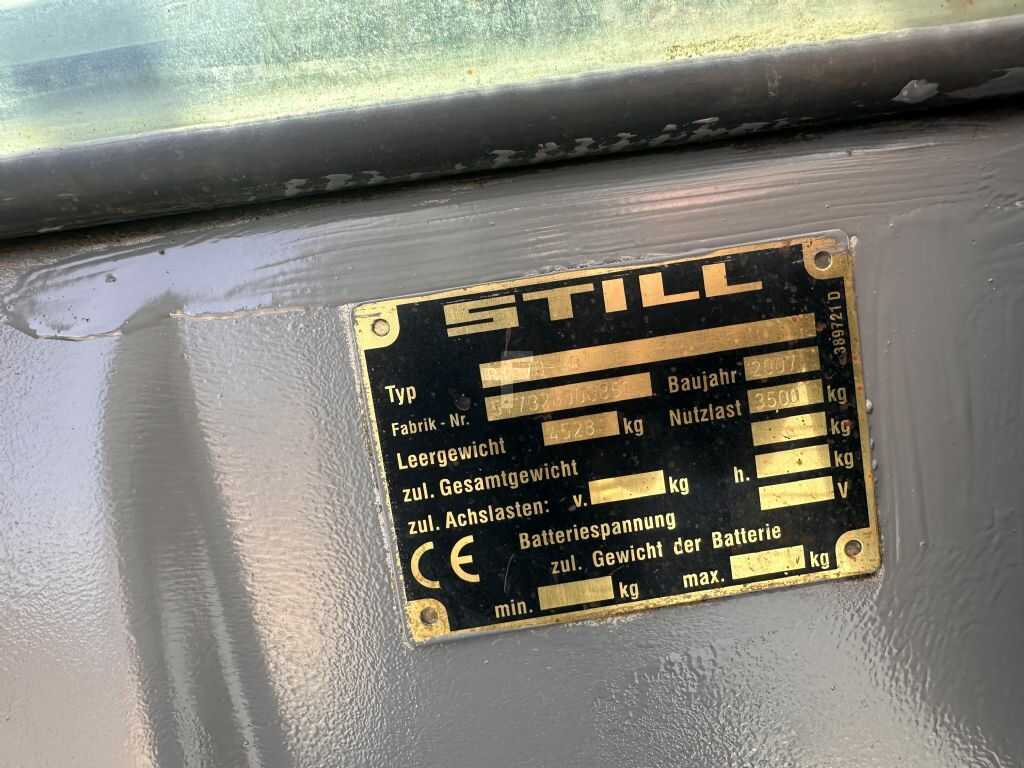 STILL
Typ
Fabrik - Nr. Baujahr 2007
Leergewicht 4528 kg Nutzlast 3500 kg
zul. Gesamtgewicht kg
zul. Achslasten: v. kg h. kg
Batteriespannung V
zul. Gewicht der Batterie
min. kg max. kg
CE
389721 D